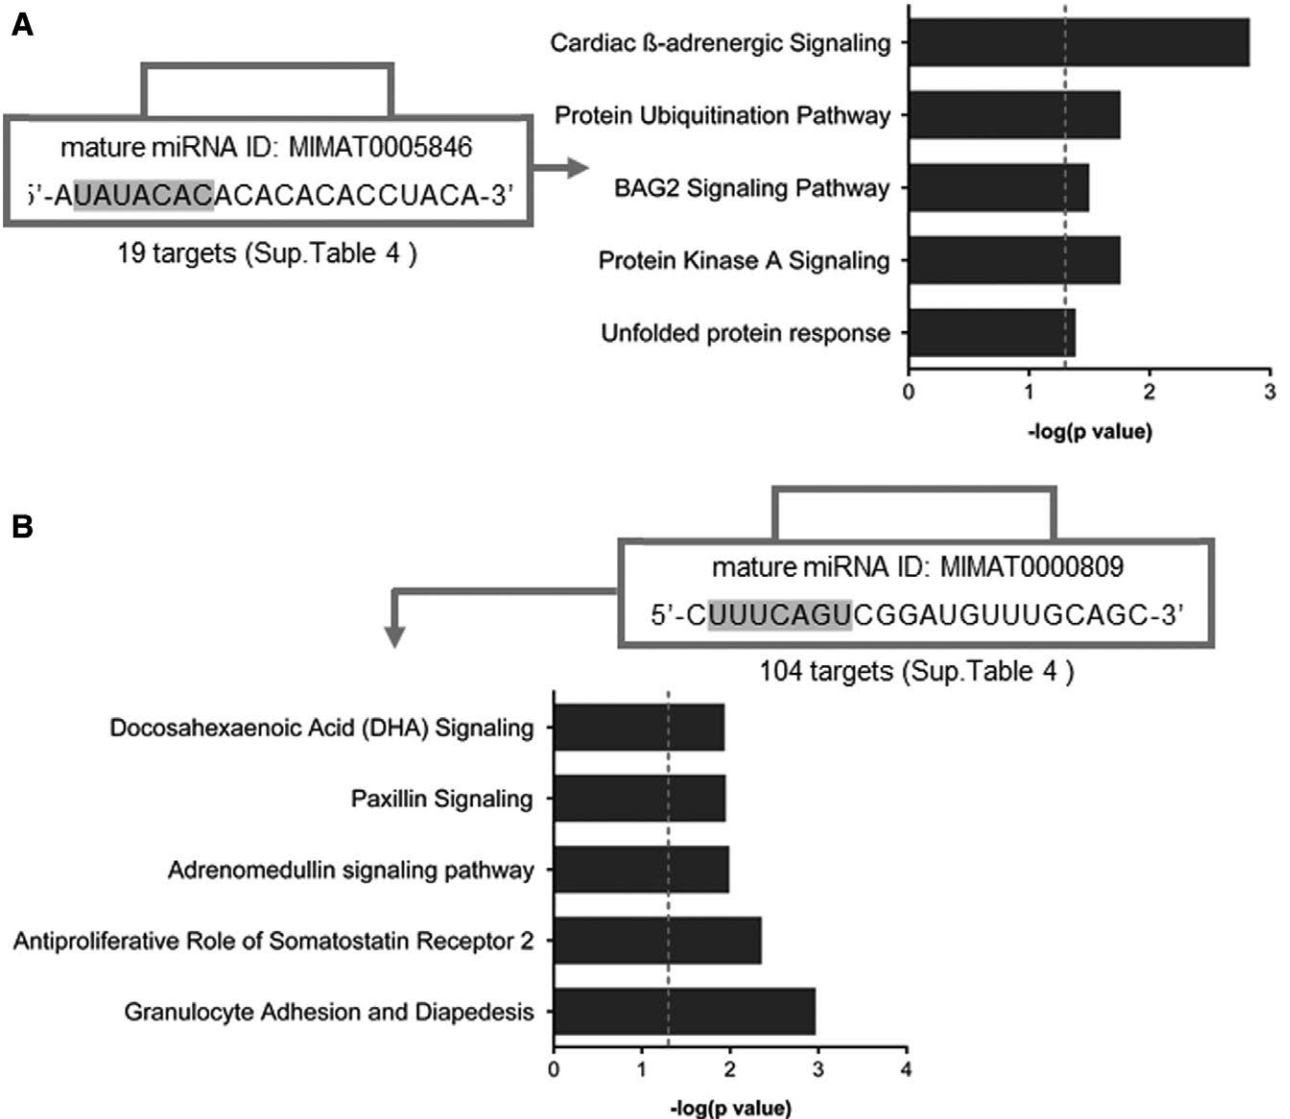 A
Cardiac ß-adrenergic Signaling
Protein Ubiquitination Pathway
BAG2 Signaling Pathway
Protein Kinase A Signaling
Unfolded protein response
0 1 2 3
-log(p value)
mature miRNA ID: MIMAT0005846
5'-AUAUACACACACACACCUACA-3'
19 targets (Sup.Table 4 )
B
mature miRNA ID: MIMAT0000809
5'-CUUUCAGUCGGAUGUUUGCAGC-3'
104 targets (Sup.Table 4 )
Docosahexaenoic Acid (DHA) Signaling
Paxillin Signaling
Adrenomedullin signaling pathway
Antiproliferative Role of Somatostatin Receptor 2
Granulocyte Adhesion and Diapedesis
0 1 2 3 4
-log(p value)